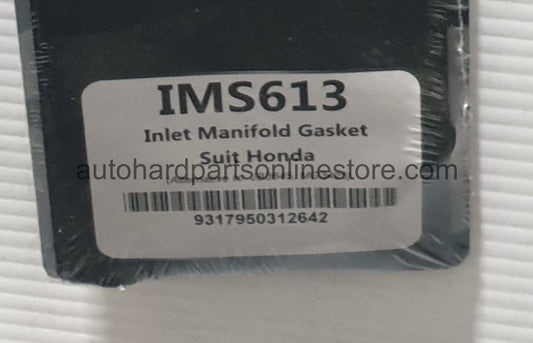 IMS613
Inlet Manifold Gasket
Suit Honda
autohardpartsonlinestore.com
9317950312642